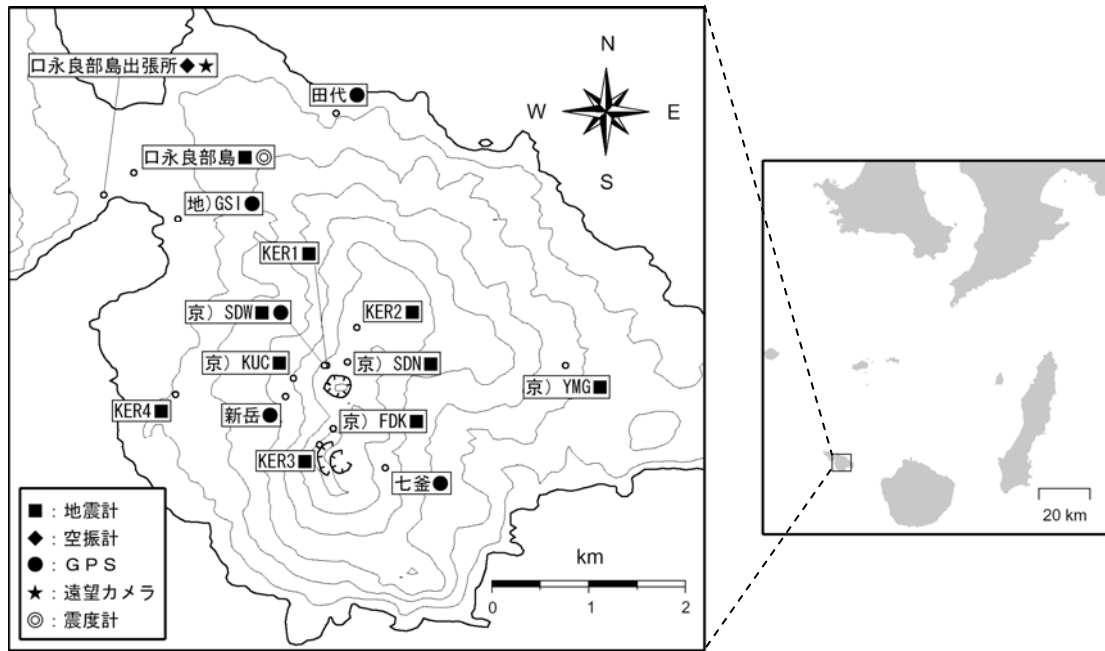 口永良部島出張所◆★
田代●
N
W
E
S
口永良部島■◎
地)GSI●
KER1■
京) SDW■●
KER2■
京) KUC■
京) SDN■
京) YMG■
KER4■
新岳●
京) FDK■
KER3■
七釜●
■：地震計
◆：空振計
●：ＧＰＳ
★：遠望カメラ
◎：震度計
km
0 1 2
20 km